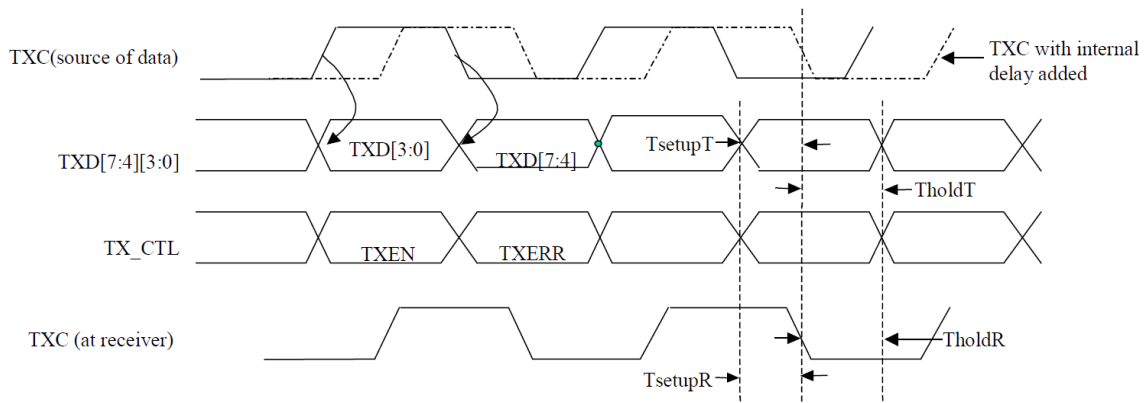 TXC(source of data)
TXC with internal
delay added
TXD[7:4][3:0]
TXD[3:0]
TXD[7:4]
TsetupT
TholdT
TX_CTL
TXEN
TXERR
TXC (at receiver)
TholdR
TsetupR